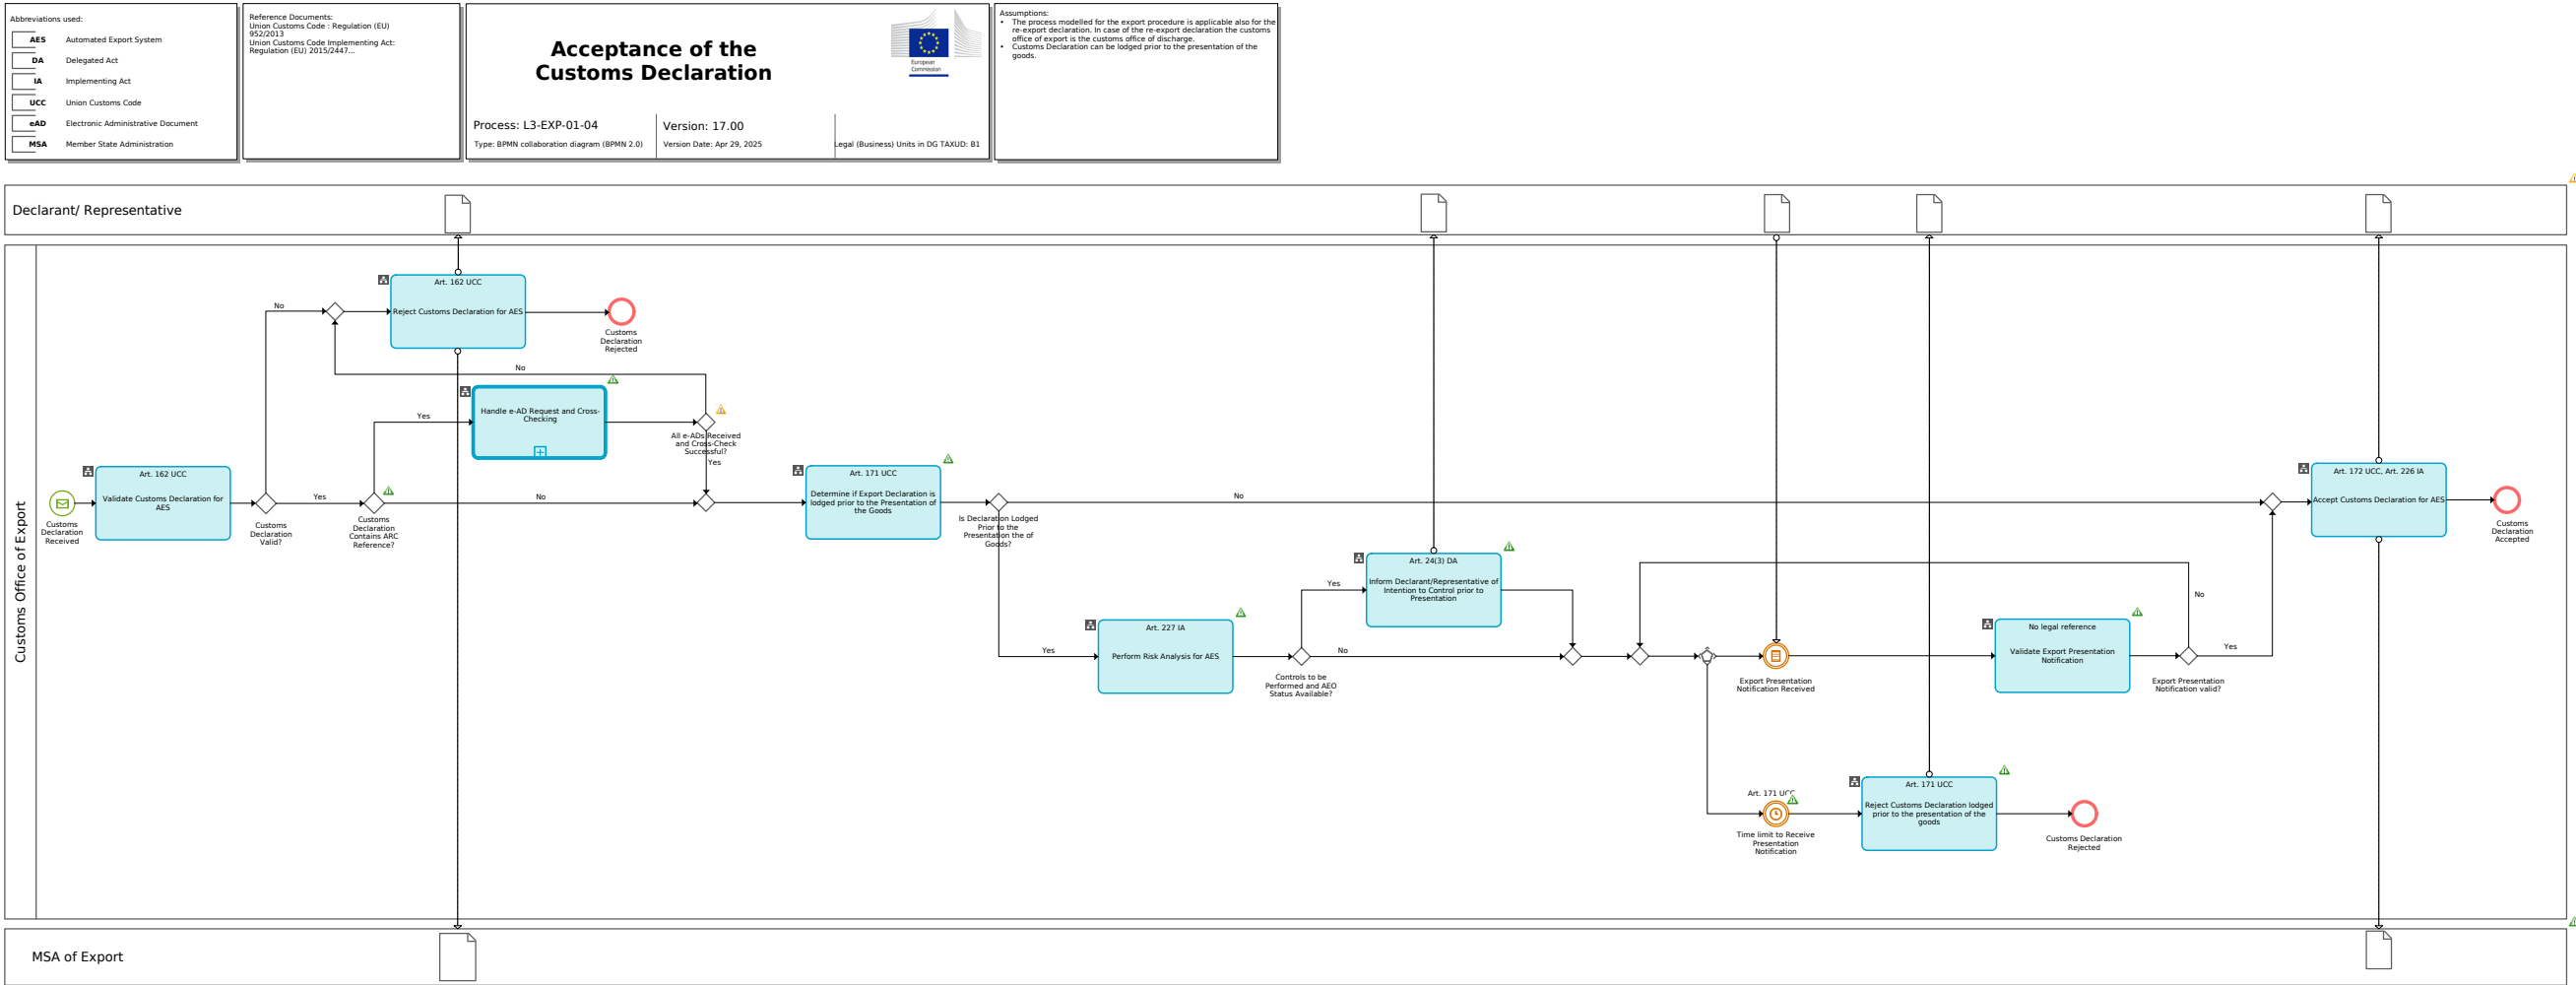 Abbreviations used:
AES Automated Export System
DA Delegated Act
IA Implementing Act
UCC Union Customs Code
eAD Electronic Administrative Document
MSA Member State Administration
Reference Documents:
Union Customs Code : Regulation (EU)
952/2013
Union Customs Code Implementing Act:
Regulation (EU) 2015/2447...
Acceptance of the
Customs Declaration
European
Commission
Process: L3-EXP-01-04
Version: 17.00
Type: BPMN collaboration diagram (BPMN 2.0)
Version Date: Apr 29, 2025
Legal (Business) Units in DG TAXUD: B1
Assumptions:
• The process modelled for the export procedure is applicable also for the
re-export declaration. In case of the re-export declaration the customs
office of export is the customs office of discharge.
• Customs Declaration can be lodged prior to the presentation of the
goods.
Declarant/ Representative
Customs Office of Export
Customs
Declaration
Received
Art. 162 UCC
Validate Customs Declaration for
AES
Customs
Declaration
Valid?
No
Yes
Art. 162 UCC
Reject Customs Declaration for AES
Customs
Declaration
Rejected
Customs
Declaration
Contains ARC
Reference?
Yes
No
Handle e-AD Request and Cross-
Checking
No
All e-ADs Received
and Cross-Check
Successful?
Yes
Art. 171 UCC
Determine if Export Declaration is
lodged prior to the Presentation of
the Goods
Is Declaration Lodged
Prior to the
Presentation the of
Goods?
No
Yes
Art. 227 IA
Perform Risk Analysis for AES
Controls to be
Performed and AEO
Status Available?
Yes
No
Art. 24(3) DA
Inform Declarant/Representative of
Intention to Control prior to
Presentation
Export Presentation
Notification Received
Art. 171 UCC
Time limit to Receive
Presentation
Notification
Art. 171 UCC
Reject Customs Declaration lodged
prior to the presentation of the
goods
Customs Declaration
Rejected
No legal reference
Validate Export Presentation
Notification
Export Presentation
Notification valid?
No
Yes
Art. 172 UCC, Art. 226 IA
Accept Customs Declaration for AES
Customs
Declaration
Accepted
MSA of Export